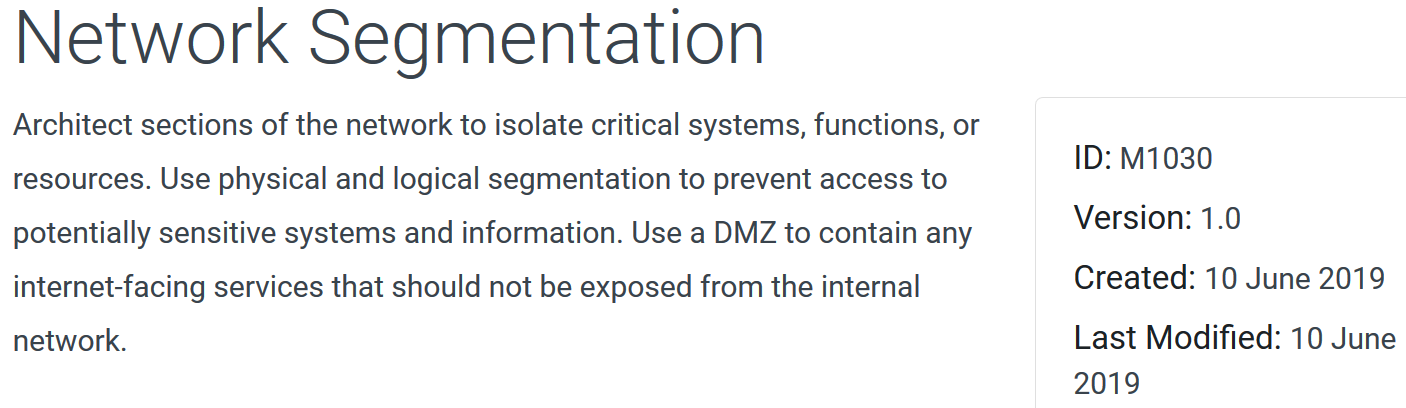 Network Segmentation
Architect sections of the network to isolate critical systems, functions, or
resources. Use physical and logical segmentation to prevent access to
potentially sensitive systems and information. Use a DMZ to contain any
internet-facing services that should not be exposed from the internal
network.
ID: M1030
Version: 1.0
Created: 10 June 2019
Last Modified: 10 June
2019